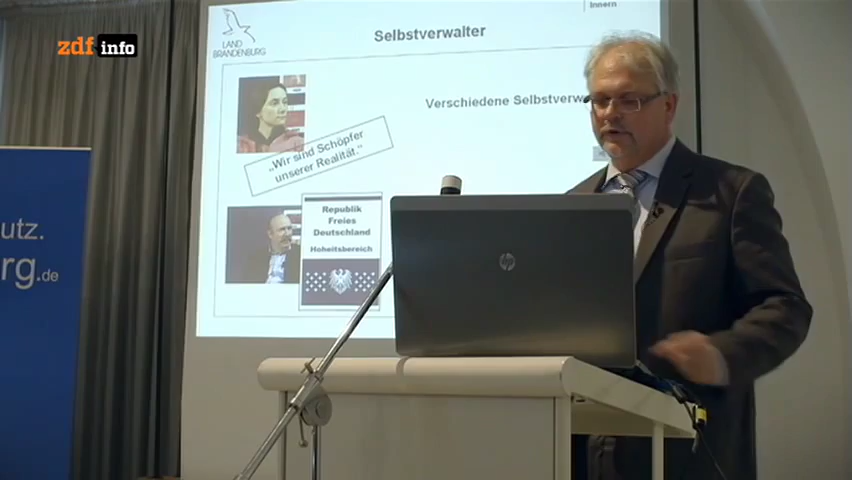 zdf info
Innern
LAND
BRANDENBURG
Selbstverwalter
Verschiedene Selbstverw
„Wir sind Schöpfer
unserer Realität.“
Republik
Freies
Deutschland
Hoheitsbereich
utz.
rg.de
hp